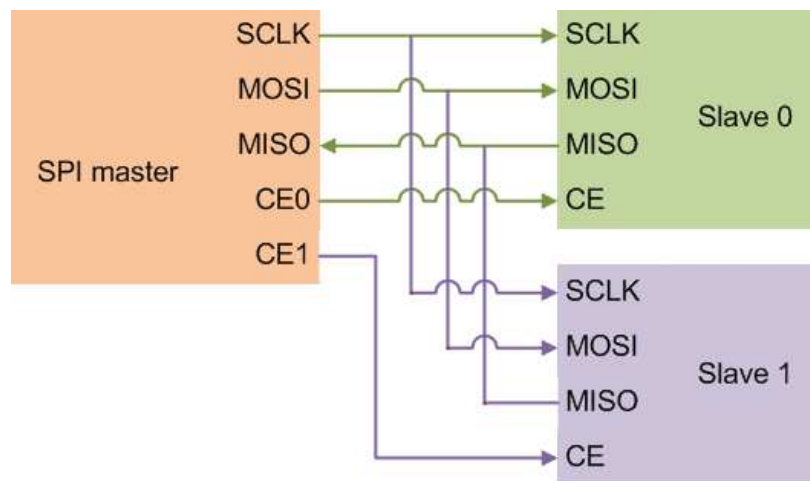 SPI master
SCLK
MOSI
MISO
CE0
CE1
SCLK
MOSI
MISO
CE
Slave 0
SCLK
MOSI
MISO
CE
Slave 1